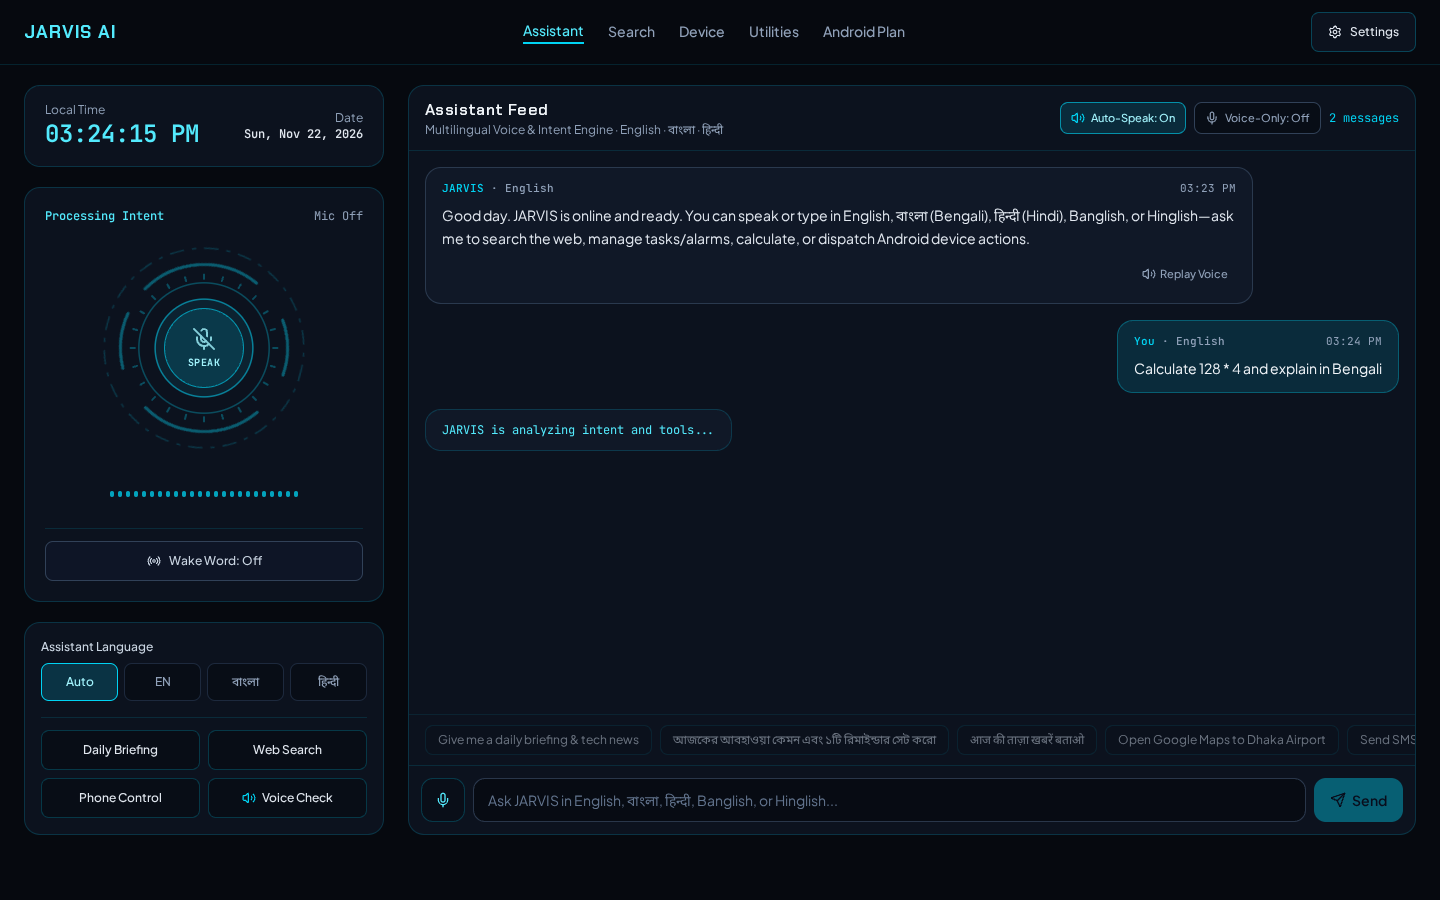 JARVIS AI
Assistant
Search
Device
Utilities
Android Plan
Settings
Local Time
03:24:15 PM
Date
Sun, Nov 22, 2026
Processing Intent
Mic Off
SPEAK
Wake Word: Off
Assistant Language
Auto
EN
বাংলা
हिन्दी
Daily Briefing
Web Search
Phone Control
Voice Check
Assistant Feed
Multilingual Voice & Intent Engine · English · বাংলা · हिन्दी
Auto-Speak: On
Voice-Only: Off
2 messages
JARVIS · English
03:23 PM
Good day. JARVIS is online and ready. You can speak or type in English, বাংলা (Bengali), हिन्दी (Hindi), Banglish, or Hinglish—ask
me to search the web, manage tasks/alarms, calculate, or dispatch Android device actions.
Replay Voice
You · English
03:24 PM
Calculate 128 * 4 and explain in Bengali
JARVIS is analyzing intent and tools...
Give me a daily briefing & tech news
আজকের আবহাওয়া কেমন এবং ১টি রিমাইন্ডার সেট করো
आज की ताज़ा खबरें बताओ
Open Google Maps to Dhaka Airport
Send SMS
Ask JARVIS in English, বাংলা, हिन्दी, Banglish, or Hinglish...
Send